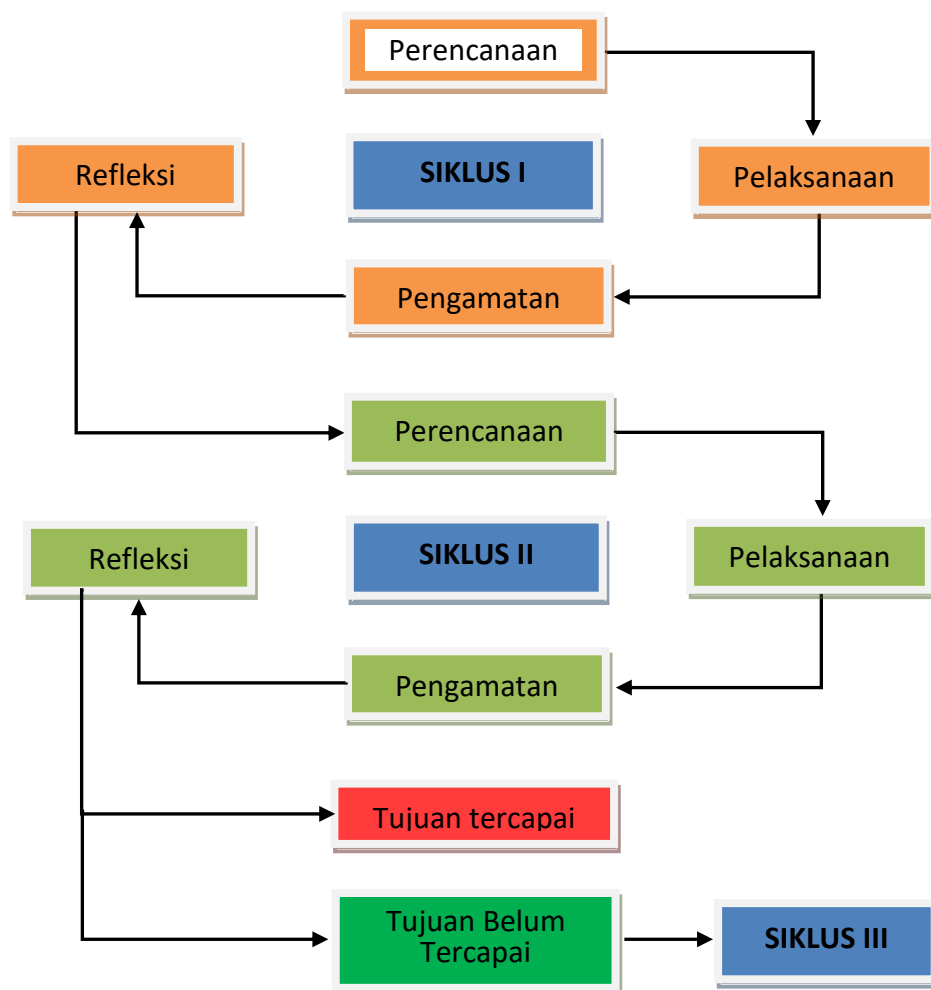 Perencanaan
Refleksi
SIKLUS I
Pelaksanaan
Pengamatan
Perencanaan
Refleksi
SIKLUS II
Pelaksanaan
Pengamatan
Tujuan tercapai
Tujuan Belum
Tercapai
SIKLUS III